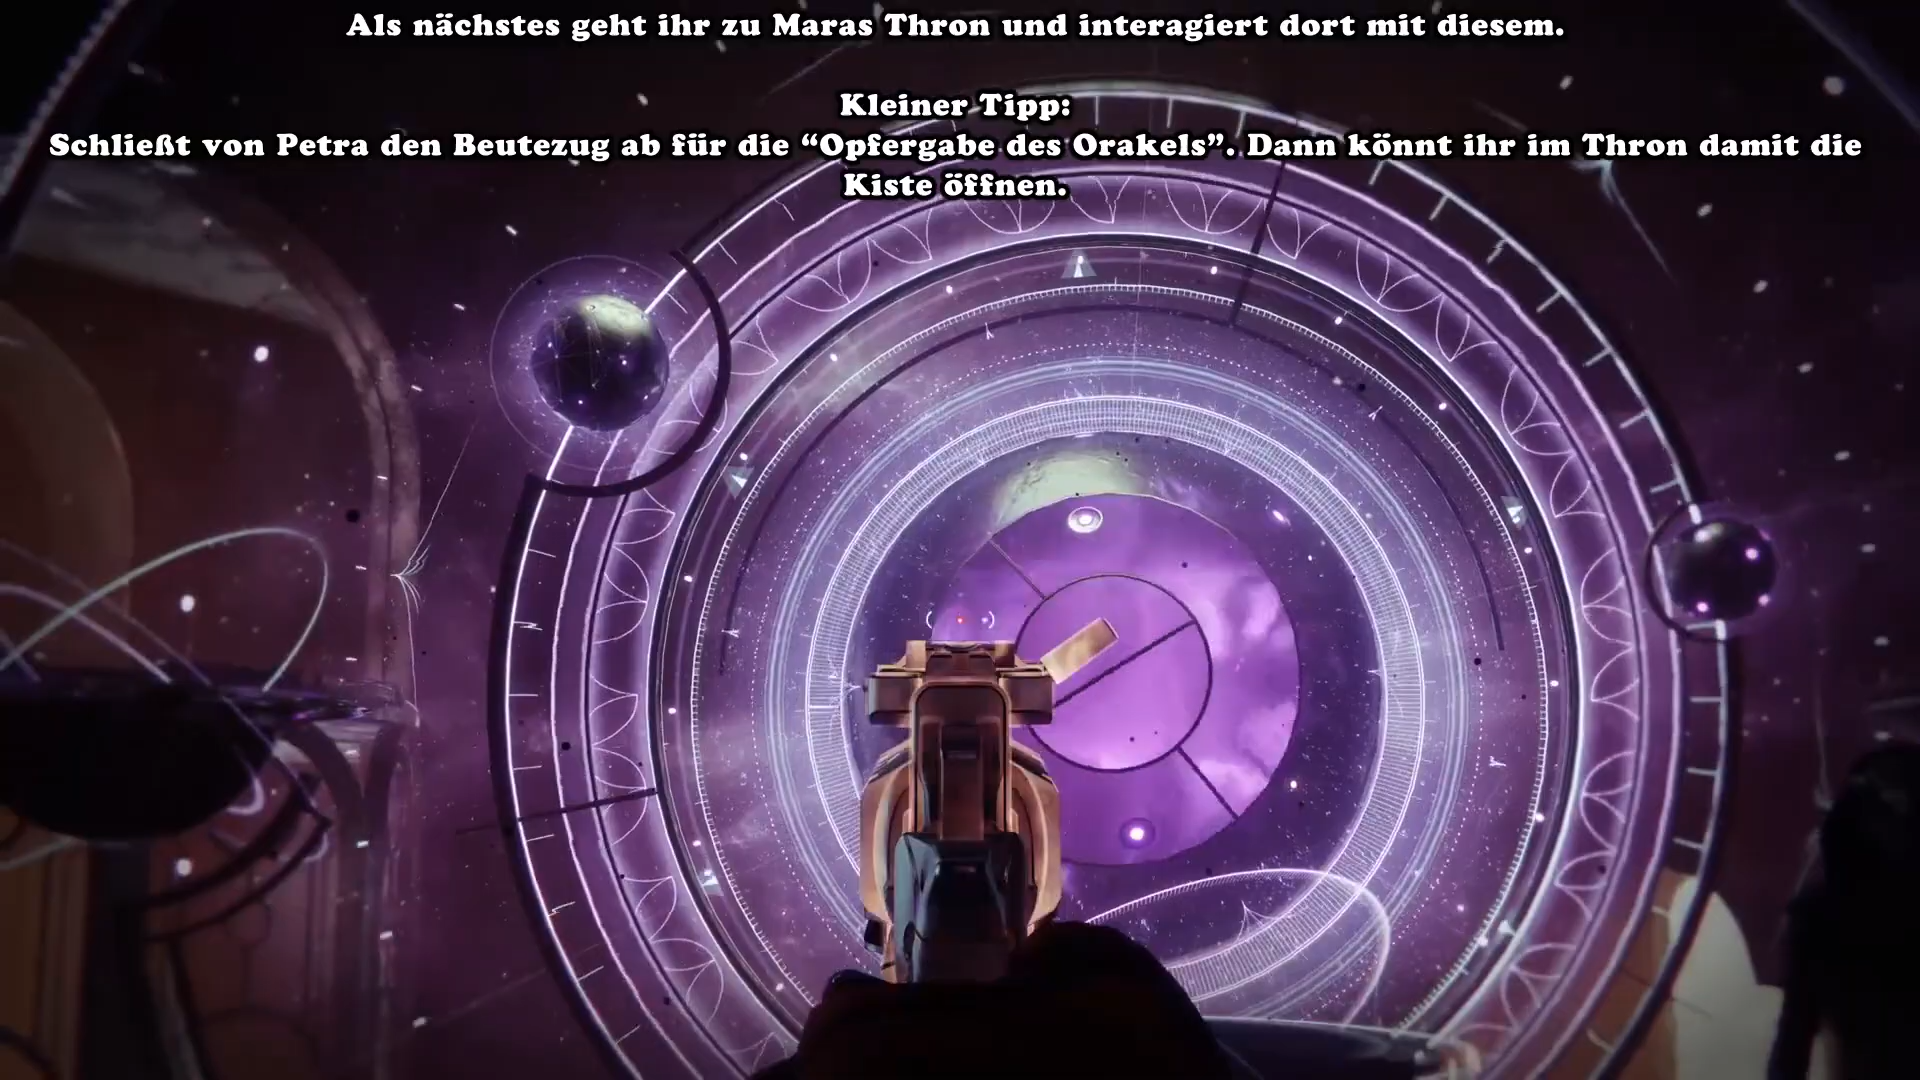 Als nächstes geht ihr zu Maras Thron und interagiert dort mit diesem.
Kleiner Tipp:
Schließt von Petra den Beutezug ab für die “Opfergabe des Orakels”. Dann könnt ihr im Thron damit die
Kiste öffnen.